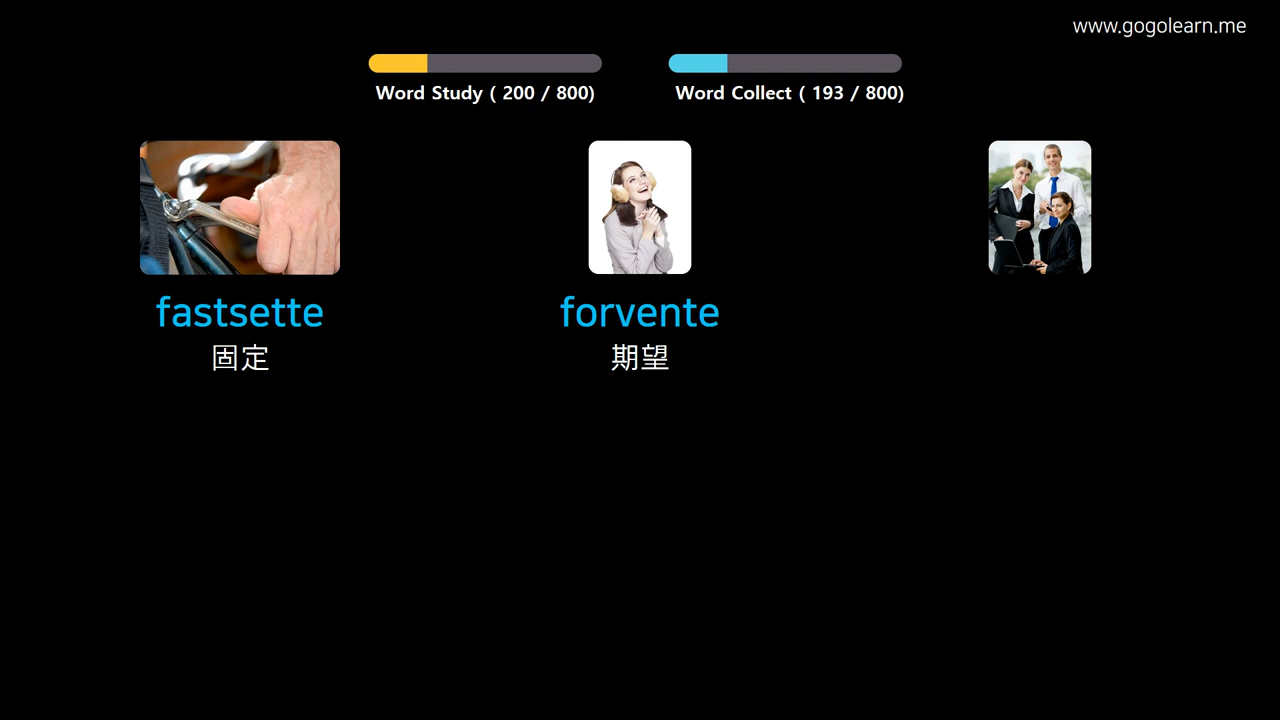 www.gogolearn.me
Word Study ( 200 / 800)
Word Collect ( 193 / 800)
fastsette
固定
forvente
期望